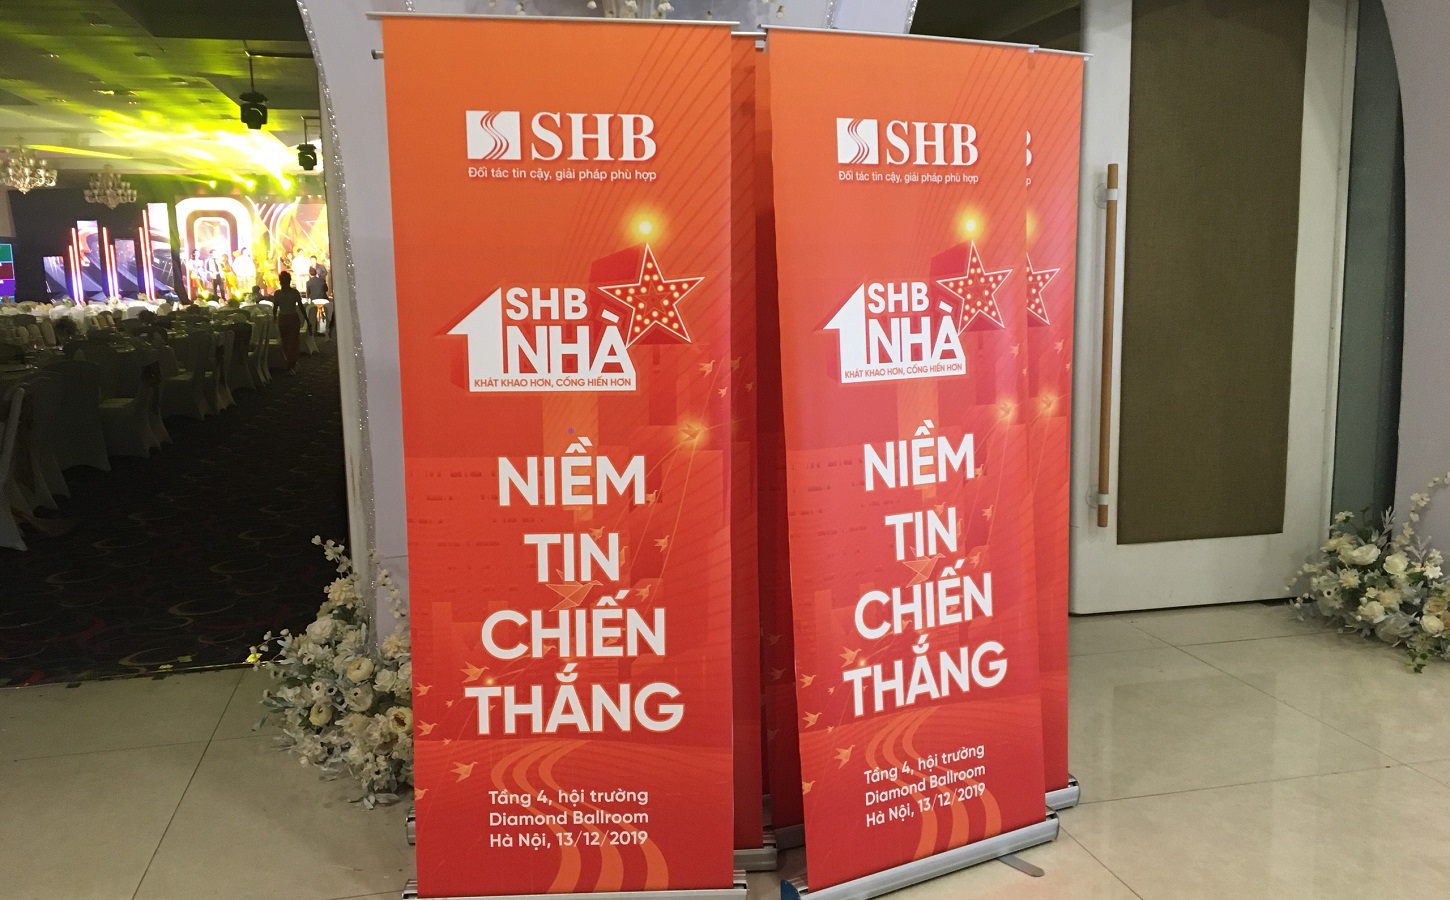 SHB
Đối tác tin cậy, giải pháp phù hợp
SHB
1NHÀ
KHÁT KHAO HƠN, CỐNG HIẾN HƠN
NIỀM
TIN
CHIẾN
THẮNG
Tầng 4, hội trường
Diamond Ballroom
Hà Nội, 13/12/2019
SHB
Đối tác tin cậy, giải pháp phù hợp
SHB
1NHÀ
KHÁT KHAO HƠN, CỐNG HIẾN HƠN
NIỀM
TIN
CHIẾN
THẮNG
Tầng 4, hội trường
Diamond Ballroom
Hà Nội, 13/12/2019